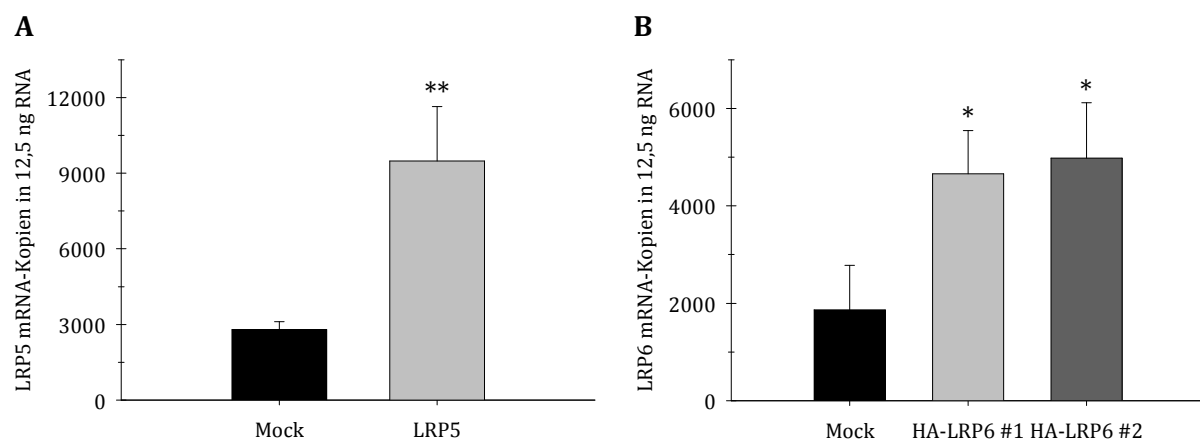 A
LRP5 mRNA-Kopien in 12,5 ng RNA
12000
9000
6000
3000
0
**
Mock
LRP5
B
LRP6 mRNA-Kopien in 12,5 ng RNA
6000
4000
2000
0
*
*
Mock
HA-LRP6 #1
HA-LRP6 #2